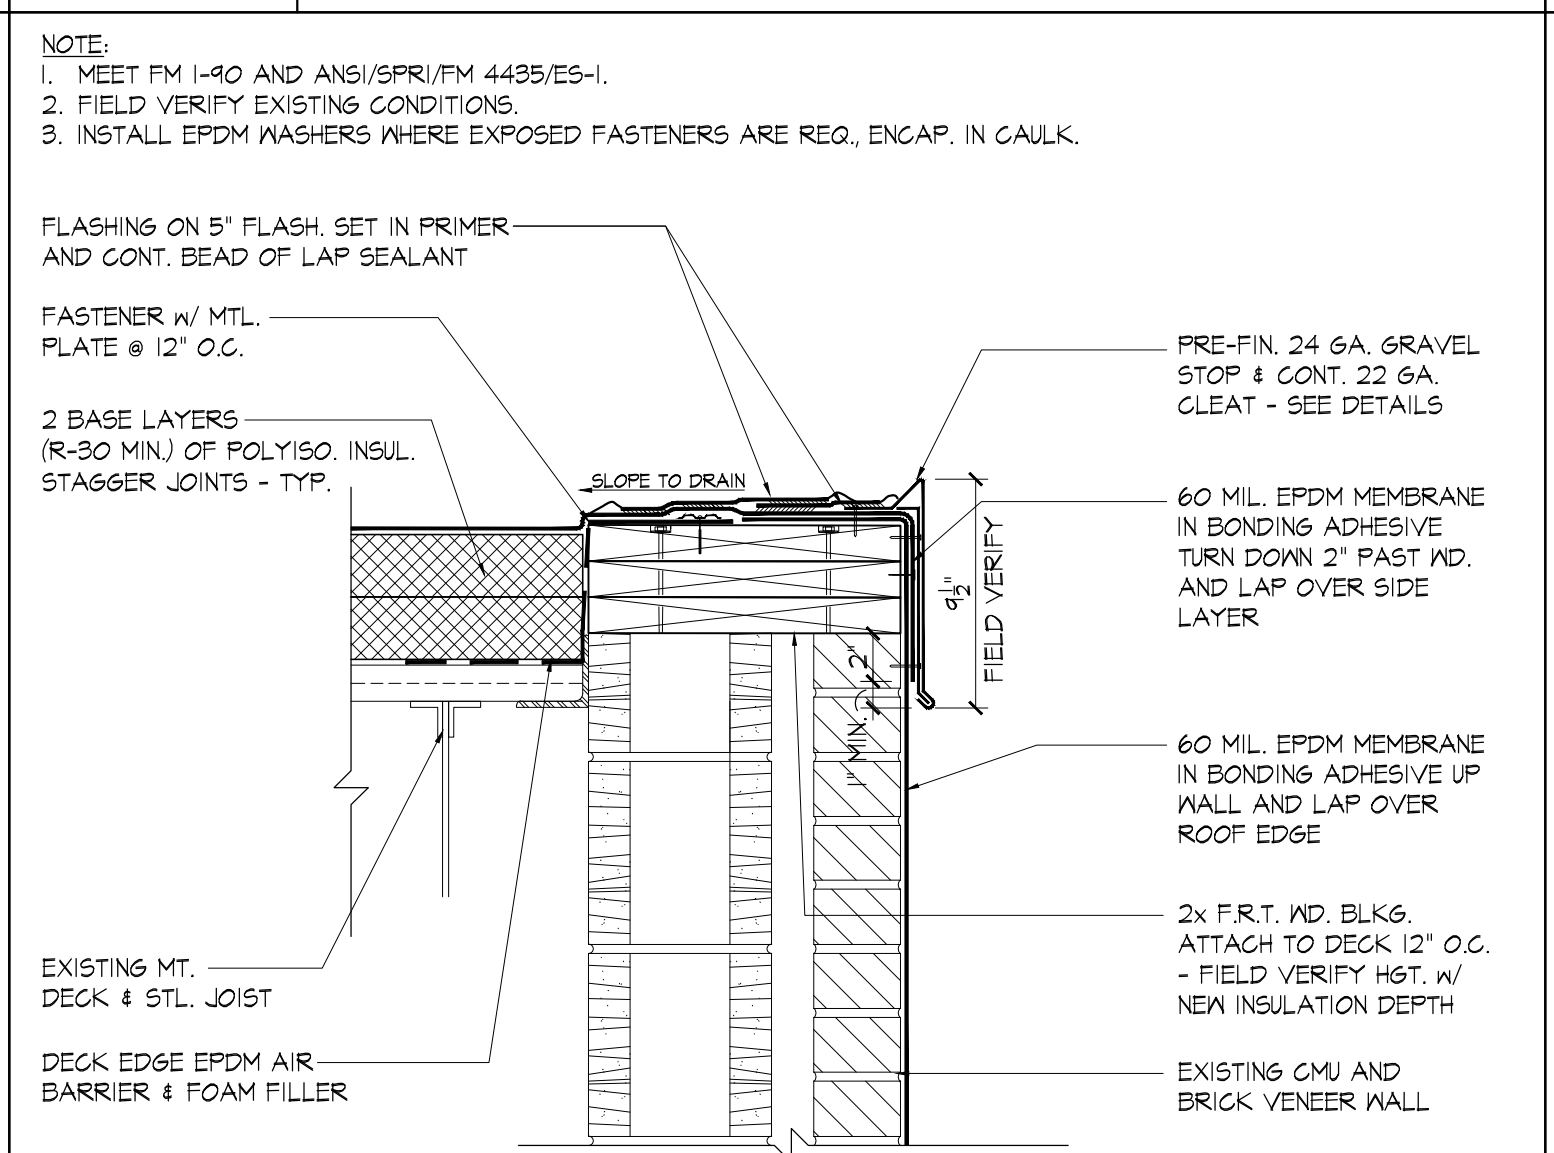 NOTE:
1. MEET FM 1-90 AND ANSI/SPRI/FM 4435/ES-1.
2. FIELD VERIFY EXISTING CONDITIONS.
3. INSTALL EPDM WASHERS WHERE EXPOSED FASTENERS ARE REQ., ENCAP. IN CAULK.
FLASHING ON 5" FLASH. SET IN PRIMER
AND CONT. BEAD OF LAP SEALANT
FASTENER w/ MTL.
PLATE @ 12" O.C.
2 BASE LAYERS
(R-30 MIN.) OF POLYISO. INSUL.
STAGGER JOINTS - TYP.
SLOPE TO DRAIN
EXISTING MT.
DECK & STL. JOIST
DECK EDGE EPDM AIR
BARRIER & FOAM FILLER
9 1/2"
FIELD VERIFY
2"
1" MIN.
PRE-FIN. 24 GA. GRAVEL
STOP & CONT. 22 GA.
CLEAT - SEE DETAILS
60 MIL. EPDM MEMBRANE
IN BONDING ADHESIVE
TURN DOWN 2" PAST WD.
AND LAP OVER SIDE
LAYER
60 MIL. EPDM MEMBRANE
IN BONDING ADHESIVE UP
WALL AND LAP OVER
ROOF EDGE
2x F.R.T. WD. BLKG.
ATTACH TO DECK 12" O.C.
- FIELD VERIFY HGT. w/
NEW INSULATION DEPTH
EXISTING CMU AND
BRICK VENEER WALL